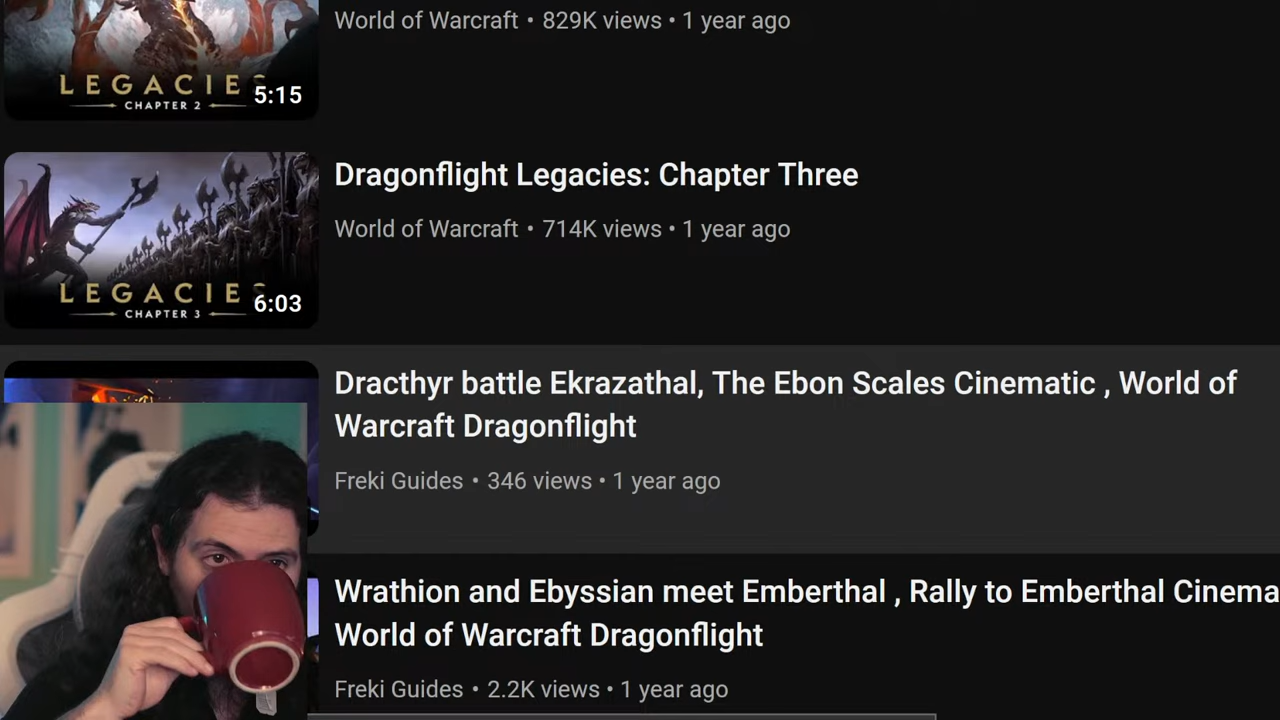 World of Warcraft • 829K views • 1 year ago
LEGACIES
CHAPTER 2
5:15
Dragonflight Legacies: Chapter Three
World of Warcraft • 714K views • 1 year ago
LEGACIES
CHAPTER 3
6:03
Dracthyr battle Ekrazathal, The Ebon Scales Cinematic , World of
Warcraft Dragonflight
Freki Guides • 346 views • 1 year ago
Wrathion and Ebyssian meet Emberthal , Rally to Emberthal Cinema
World of Warcraft Dragonflight
Freki Guides • 2.2K views • 1 year ago